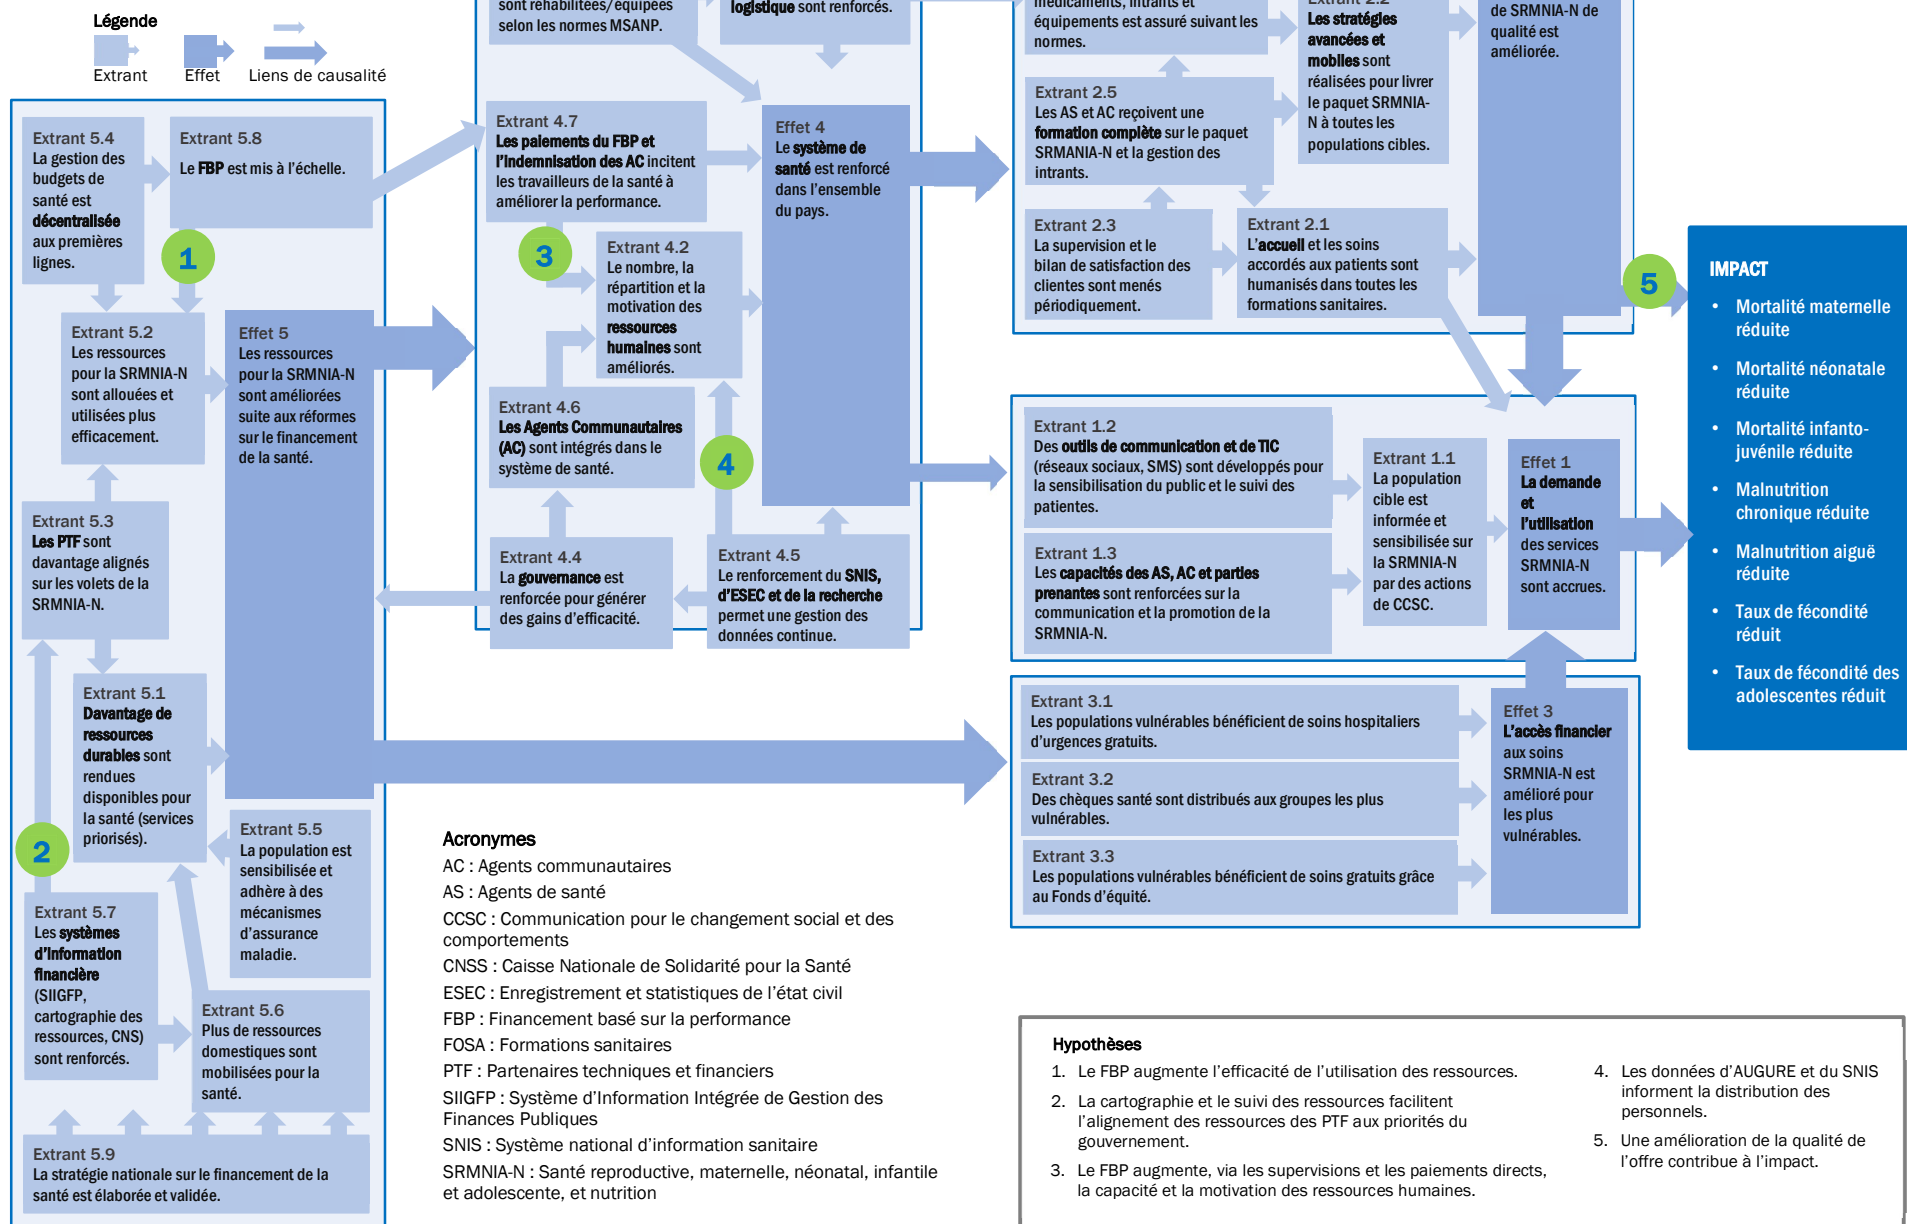 Légende
Extrant
Effet
Liens de causalité
sont réhabilitées/équipées
selon les normes MSANP.
logistique sont renforcés.
médicaments, intrants et
équipements est assuré suivant les
normes.
Extrant 2.2
Les stratégies
avancées et
mobiles sont
réalisées pour livrer
le paquet SRMNIA-
N à toutes les
populations cibles.
de SRMNIA-N de
qualité est
améliorée.
Extrant 5.4
La gestion des
budgets de
santé est
décentralisée
aux premières
lignes.
Extrant 5.8
Le FBP est mis à l’échelle.
1
Extrant 5.2
Les ressources
pour la SRMNIA-N
sont allouées et
utilisées plus
efficacement.
Effet 5
Les ressources
pour la SRMNIA-N
sont améliorées
suite aux réformes
sur le financement
de la santé.
Extrant 5.3
Les PTF sont
davantage alignés
sur les volets de la
SRMNIA-N.
Extrant 5.1
Davantage de
ressources
durables sont
rendues
disponibles pour
la santé (services
priorisés).
2
Extrant 5.5
La population est
sensibilisée et
adhère à des
mécanismes
d’assurance
maladie.
Extrant 5.7
Les systèmes
d’information
financière
(SIIGFP,
cartographie des
ressources, CNS)
sont renforcés.
Extrant 5.6
Plus de ressources
domestiques sont
mobilisées pour la
santé.
Extrant 5.9
La stratégie nationale sur le financement de la
santé est élaborée et validée.
Extrant 4.7
Les paiements du FBP et
l’indemnisation des AC incitent
les travailleurs de la santé à
améliorer la performance.
3
Extrant 4.2
Le nombre, la
répartition et la
motivation des
ressources
humaines sont
améliorés.
Effet 4
Le système de
santé est renforcé
dans l’ensemble
du pays.
Extrant 4.6
Les Agents Communautaires
(AC) sont intégrés dans le
système de santé.
4
Extrant 4.4
La gouvernance est
renforcée pour générer
des gains d’efficacité.
Extrant 4.5
Le renforcement du SNIS,
d’ESEC et de la recherche
permet une gestion des
données continue.
Extrant 2.5
Les AS et AC reçoivent une
formation complète sur le paquet
SRMANIA-N et la gestion des
intrants.
Extrant 2.3
La supervision et le
bilan de satisfaction des
clientes sont menés
périodiquement.
Extrant 2.1
L’accueil et les soins
accordés aux patients sont
humanisés dans toutes les
formations sanitaires.
5
Extrant 1.2
Des outils de communication et de TIC
(réseaux sociaux, SMS) sont développés pour
la sensibilisation du public et le suivi des
patientes.
Extrant 1.3
Les capacités des AS, AC et parties
prenantes sont renforcées sur la
communication et la promotion de la
SRMNIA-N.
Extrant 1.1
La population
cible est
informée et
sensibilisée sur
la SRMNIA-N
par des actions
de CCSC.
Effet 1
La demande
et
l’utilisation
des services
SRMNIA-N
sont accrues.
Extrant 3.1
Les populations vulnérables bénéficient de soins hospitaliers
d’urgences gratuits.
Extrant 3.2
Des chèques santé sont distribués aux groupes les plus
vulnérables.
Extrant 3.3
Les populations vulnérables bénéficient de soins gratuits grâce
au Fonds d’équité.
Effet 3
L’accès financier
aux soins
SRMNIA-N est
amélioré pour
les plus
vulnérables.
IMPACT
• Mortalité maternelle
réduite
• Mortalité néonatale
réduite
• Mortalité infanto-
juvénile réduite
• Malnutrition
chronique réduite
• Malnutrition aiguë
réduite
• Taux de fécondité
réduit
• Taux de fécondité des
adolescentes réduit
Acronymes
AC : Agents communautaires
AS : Agents de santé
CCSC : Communication pour le changement social et des
comportements
CNSS : Caisse Nationale de Solidarité pour la Santé
ESEC : Enregistrement et statistiques de l’état civil
FBP : Financement basé sur la performance
FOSA : Formations sanitaires
PTF : Partenaires techniques et financiers
SIIGFP : Système d’Information Intégrée de Gestion des
Finances Publiques
SNIS : Système national d’information sanitaire
SRMNIA-N : Santé reproductive, maternelle, néonatal, infantile
et adolescente, et nutrition
Hypothèses
1. Le FBP augmente l’efficacité de l’utilisation des ressources.
2. La cartographie et le suivi des ressources facilitent
l’alignement des ressources des PTF aux priorités du
gouvernement.
3. Le FBP augmente, via les supervisions et les paiements directs,
la capacité et la motivation des ressources humaines.
4. Les données d’AUGURE et du SNIS
informent la distribution des
personnels.
5. Une amélioration de la qualité de
l’offre contribue à l’impact.